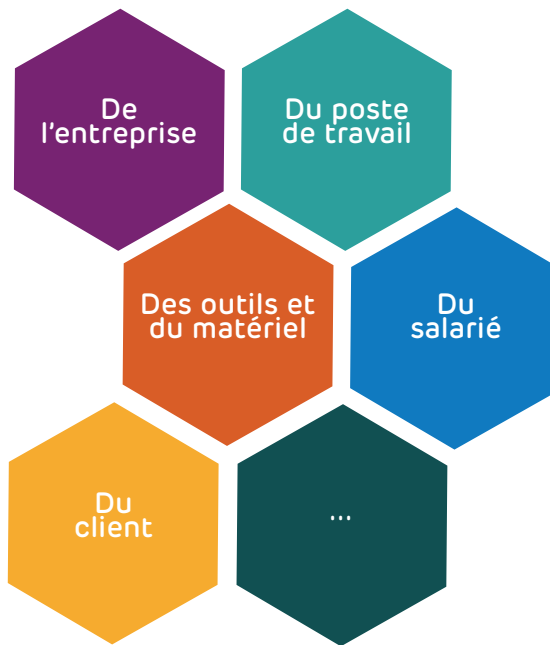 De
l'entreprise
Du poste
de travail
Des outils et
du matériel
Du
salarié
Du
client
...